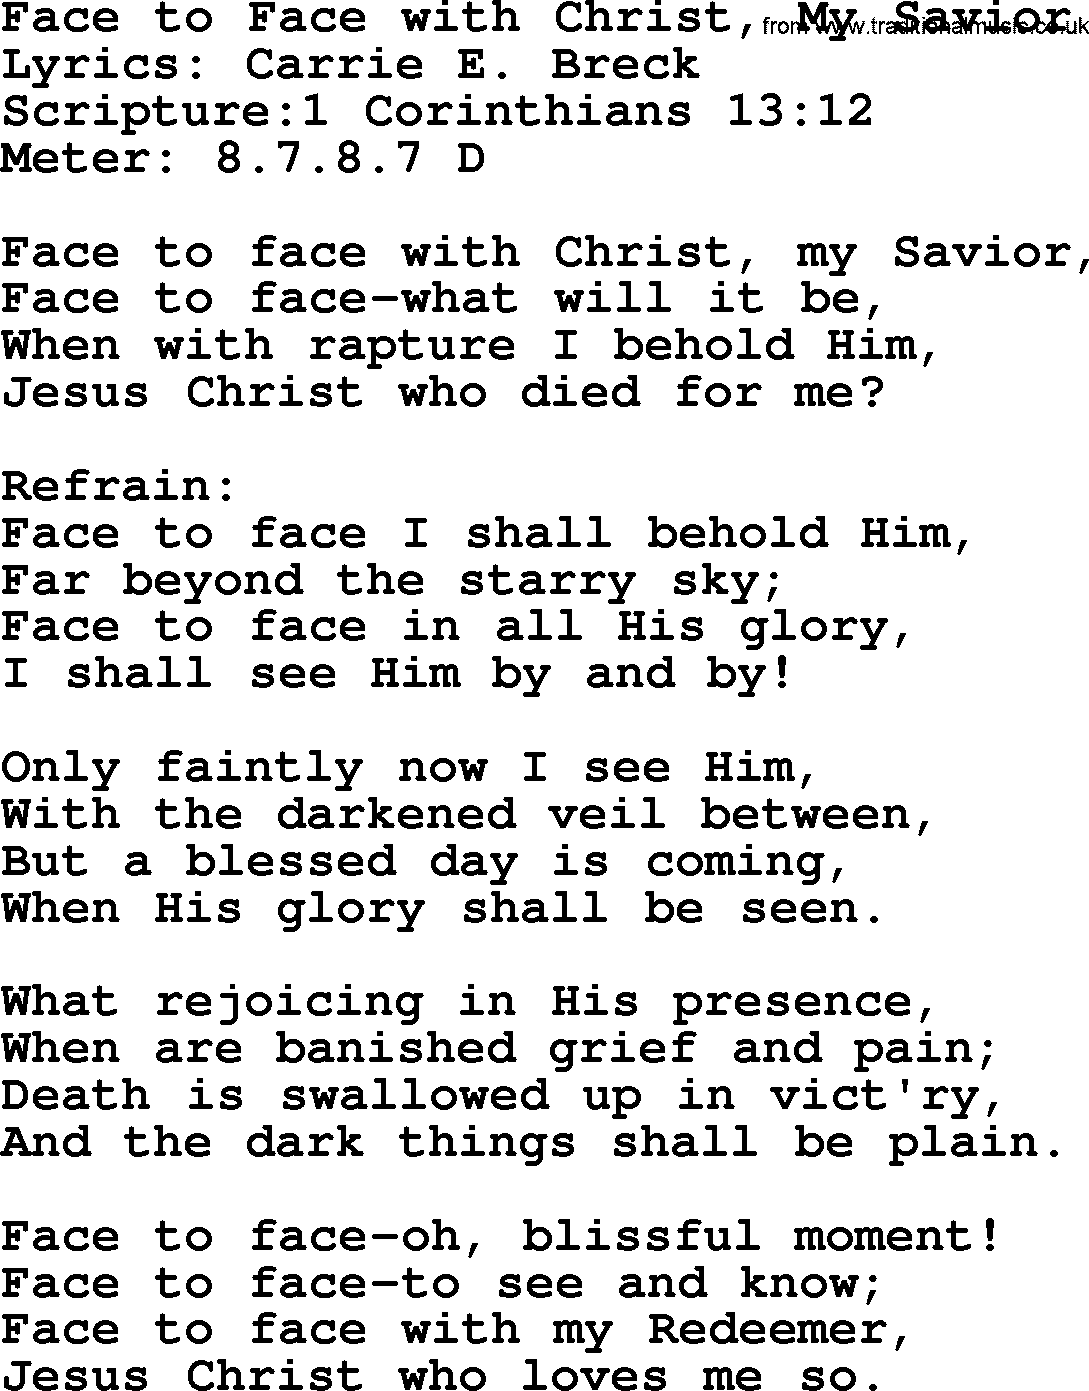 Face to Face with Christ, My Savior
from www.traditionalmusic.co.uk
Lyrics: Carrie E. Breck
Scripture:1 Corinthians 13:12
Meter: 8.7.8.7 D

Face to face with Christ, my Savior,
Face to face-what will it be,
When with rapture I behold Him,
Jesus Christ who died for me?

Refrain:
Face to face I shall behold Him,
Far beyond the starry sky;
Face to face in all His glory,
I shall see Him by and by!

Only faintly now I see Him,
With the darkened veil between,
But a blessed day is coming,
When His glory shall be seen.

What rejoicing in His presence,
When are banished grief and pain;
Death is swallowed up in vict'ry,
And the dark things shall be plain.

Face to face-oh, blissful moment!
Face to face-to see and know;
Face to face with my Redeemer,
Jesus Christ who loves me so.